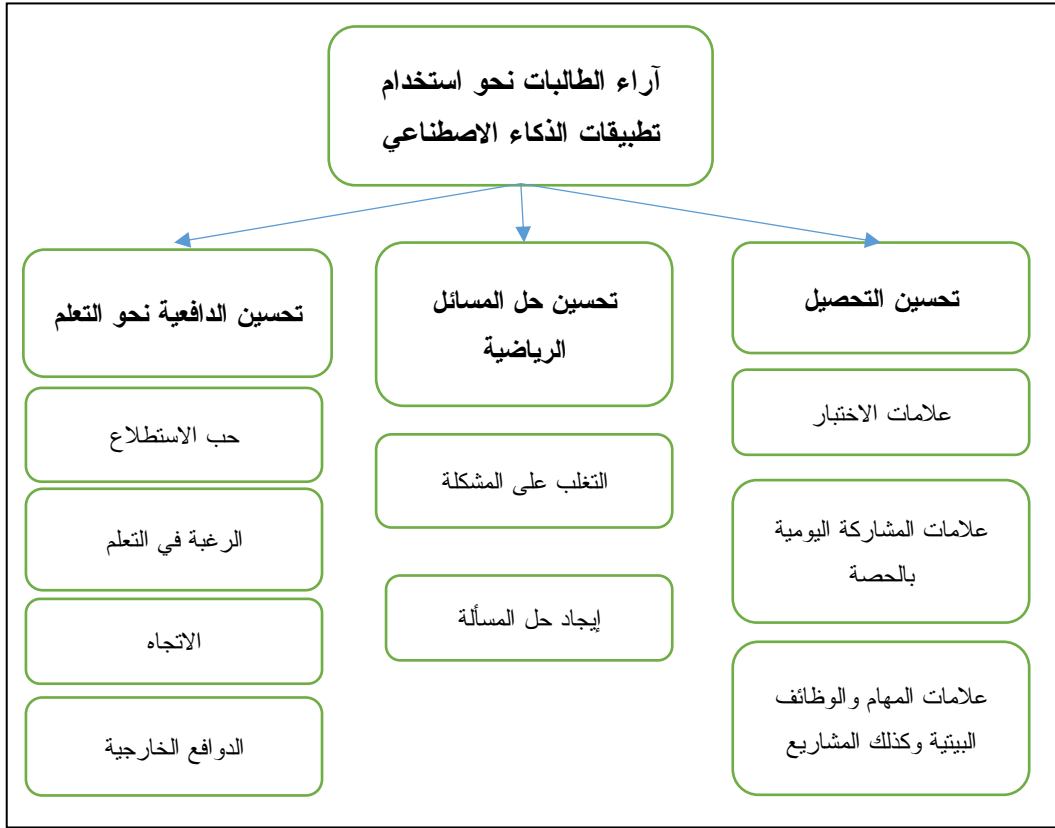 آراء الطالبات نحو استخدام
تطبيقات الذكاء الاصطناعي
تحسين التحصيل
علامات الاختبار
علامات المشاركة اليومية
بالحصة
علامات المهام والوظائف
البيتية وكذلك المشاريع
تحسين حل المسائل
الرياضية
التغلب على المشكلة
إيجاد حل المسألة
تحسين الدافعية نحو التعلم
حب الاستطلاع
الرغبة في التعلم
الاتجاه
الدوافع الخارجية